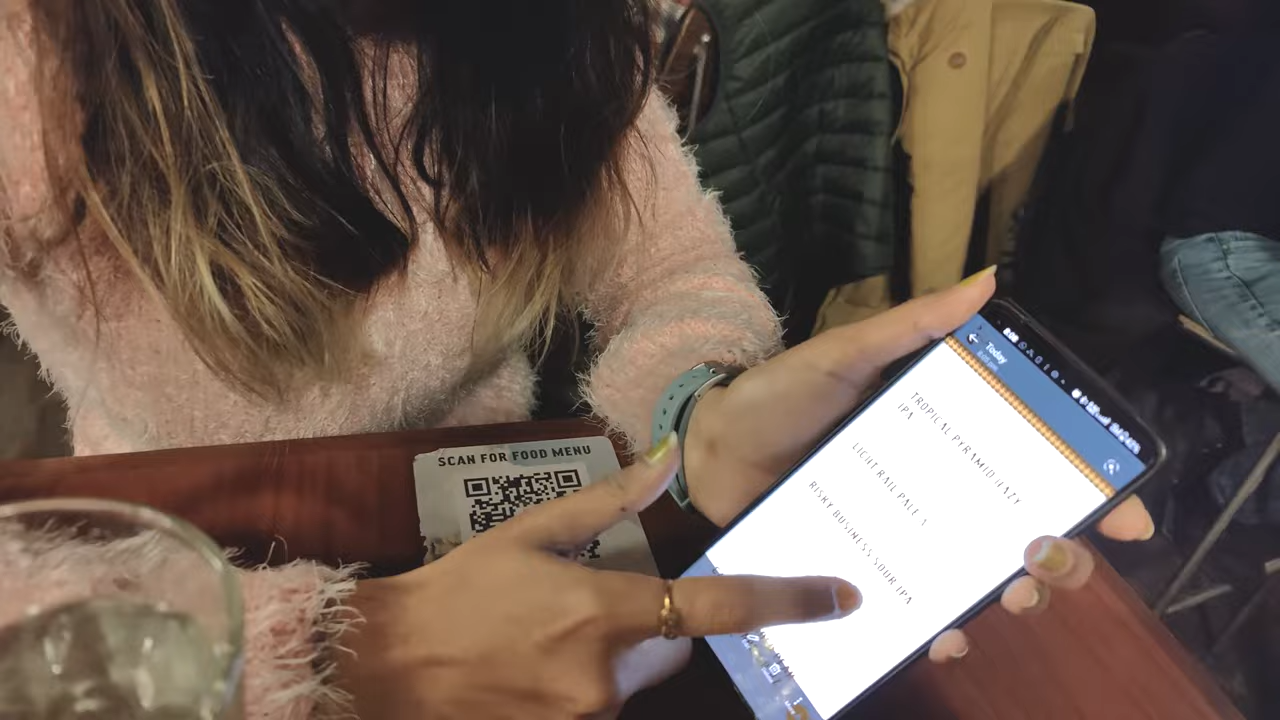 SCAN FOR FOOD MENU
Today
TROPICAL PYRAMID HAZY
IPA
LIGHT RAIL PALE
RISKY BUSINESS SOUR IPA